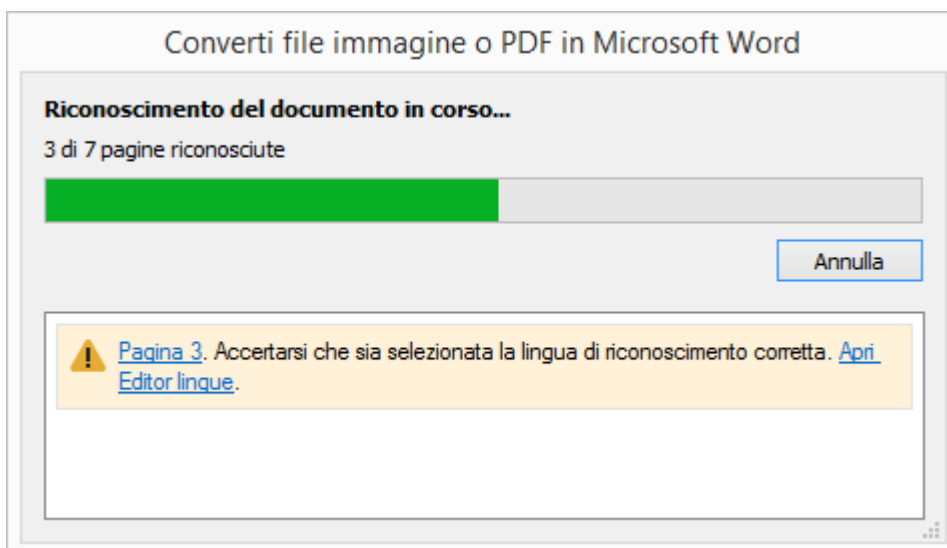 Converti file immagine o PDF in Microsoft Word
Riconoscimento del documento in corso...
3 di 7 pagine riconosciute
Annulla
Pagina 3. Accertarsi che sia selezionata la lingua di riconoscimento corretta. Apri
Editor lingue.